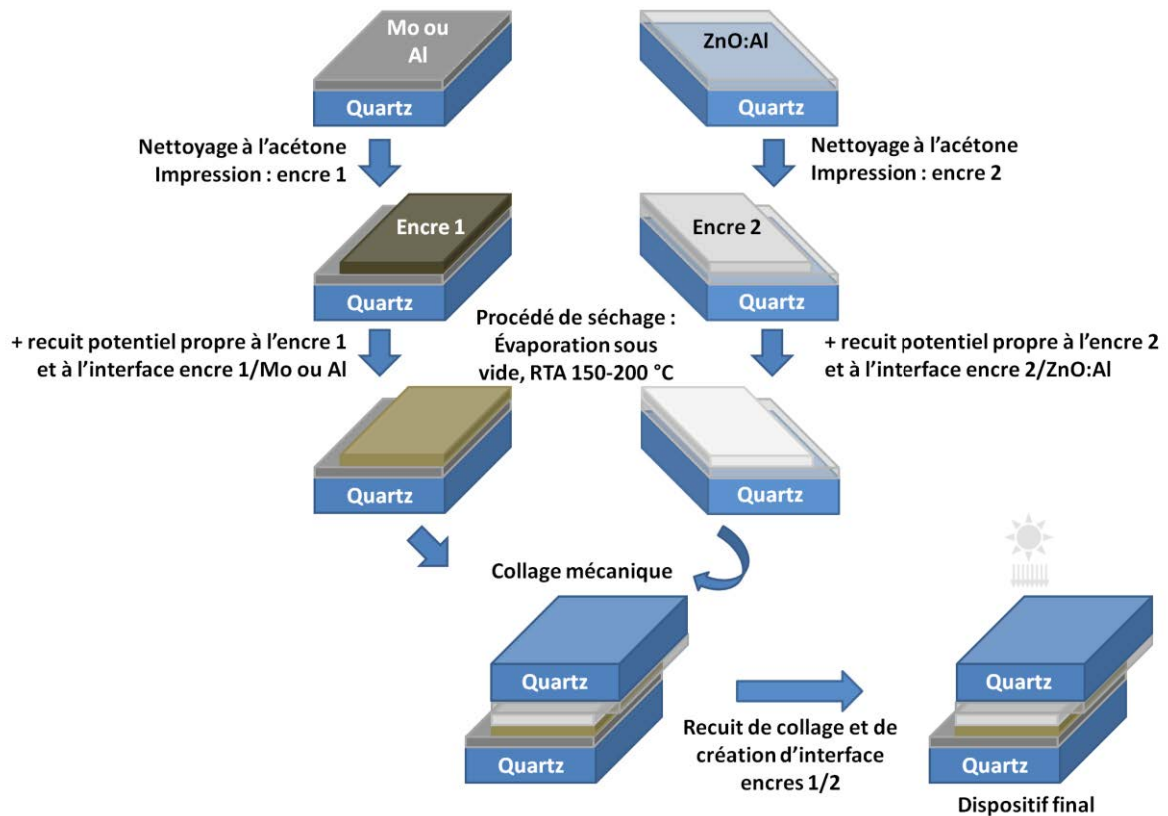 Mo ou
Al
Quartz
ZnO:Al
Quartz
Nettoyage à l'acétone
Impression : encre 1
Nettoyage à l'acétone
Impression : encre 2
Encre 1
Quartz
Encre 2
Quartz
+ recuit potentiel propre à l'encre 1
et à l'interface encre 1/Mo ou Al
Procédé de séchage :
Évaporation sous
vide, RTA 150-200 °C
+ recuit potentiel propre à l'encre 2
et à l'interface encre 2/ZnO:Al
Quartz
Quartz
Collage mécanique
Quartz
Quartz
Recuit de collage et de
création d'interface
encres 1/2
Quartz
Quartz
Dispositif final